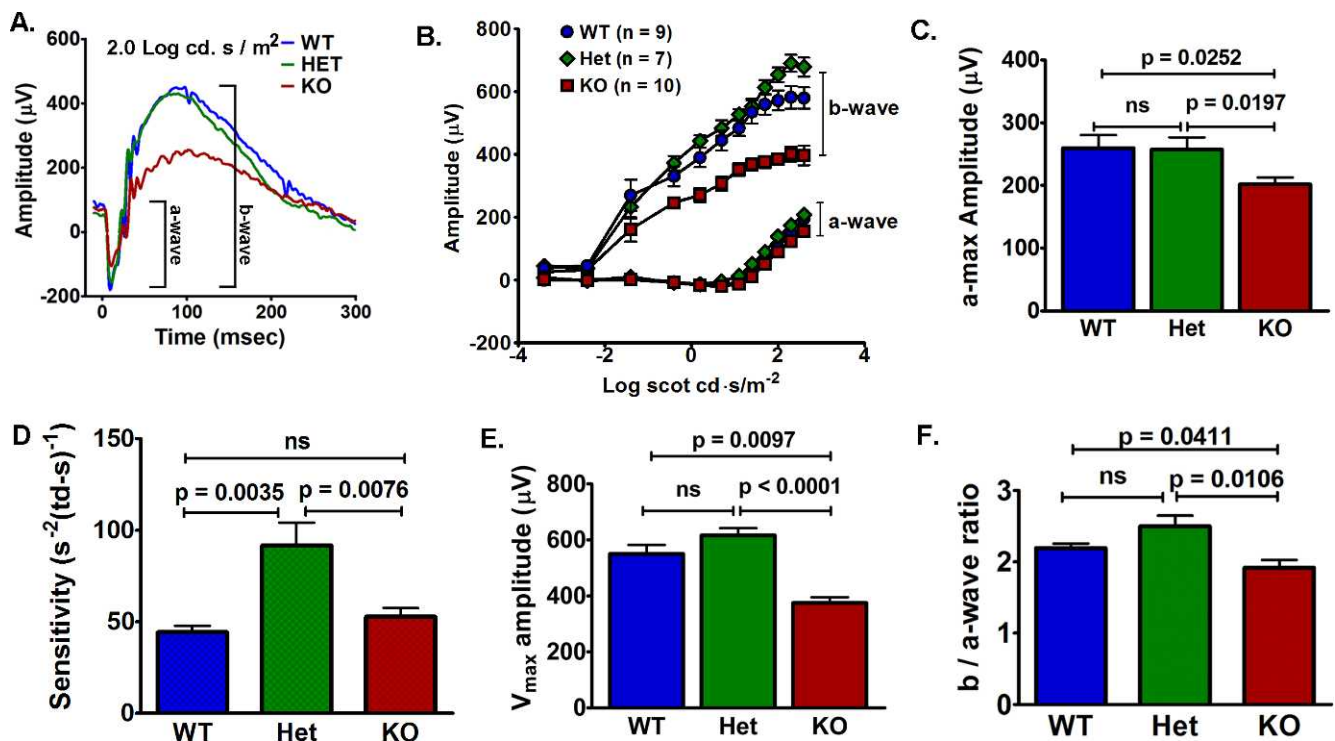 A.
2.0 Log cd. s / m²
WT
HET
KO
Amplitude (µV)
600
400
200
0
-200
a-wave
b-wave
0
100
200
300
Time (msec)
B.
WT (n = 9)
Het (n = 7)
KO (n = 10)
Amplitude (µV)
800
600
400
200
0
-200
b-wave
a-wave
-4
-2
0
2
4
Log scot cd·s/m⁻²
C.
p = 0.0252
ns
p = 0.0197
a-max Amplitude (µV)
400
300
200
100
0
WT
Het
KO
D
ns
p = 0.0035
p = 0.0076
Sensitivity (s⁻²(td-s)⁻¹)
150
100
50
0
WT
Het
KO
E.
p = 0.0097
ns
p < 0.0001
Vmax amplitude (µV)
800
600
400
200
0
WT
Het
KO
F.
p = 0.0411
ns
p = 0.0106
b / a-wave ratio
3
2
1
0
WT
Het
KO